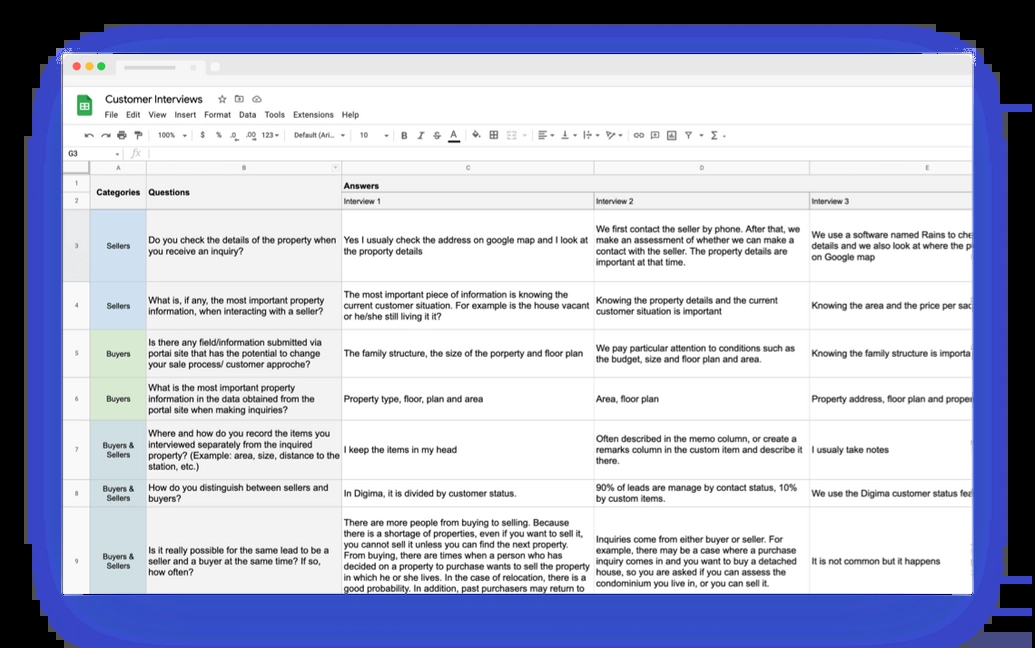 Customer Interviews
File Edit View Insert Format Data Tools Extensions Help
100% $ % .0 .00 123 Default (Ari... 10 B I S A
G3 fx
A B C D E
1 Categories Questions Answers
2 Interview 1 Interview 2 Interview 3
3
Sellers
Do you check the details of the property when
you receive an inquiry?
Yes I usualy check the address on google map and I look at
the property details
We first contact the seller by phone. After that, we
make an assessment of whether we can make a
contact with the seller. The property details are
important at that time.
We use a software named Rains to che
details and we also look at where the p
on Google map
4
Sellers
What is, if any, the most important property
information, when interacting with a seller?
The most important piece of information is knowing the
current customer situation. For example is the house vacant
or he/she still living it it?
Knowing the property details and the current
customer situation is important
Knowing the area and the price per sac
5
Buyers
Is there any field/information submitted via
portal site that has the potential to change
your sale process/ customer approche?
The family structure, the size of the porperty and floor plan
We pay particular attention to conditions such as
the budget, size and floor plan and area.
Knowing the family structure is importa
6
Buyers
What is the most important property
information in the data obtained from the
portal site when making inquiries?
Property type, floor, plan and area
Area, floor plan
Property address, floor plan and proper
7
Buyers &
Sellers
Where and how do you record the items you
interviewed separately from the inquired
property? (Example: area, size, distance to the
station, etc.)
I keep the items in my head
Often described in the memo column, or create a
remarks column in the custom item and describe it
there.
I usualy take notes
8
Buyers &
Sellers
How do you distinguish between sellers and
buyers?
In Digima, it is divided by customer status.
90% of leads are manage by contact status, 10%
by custom items.
We use the Digima customer status fea
9
Buyers &
Sellers
Is it really possible for the same lead to be a
seller and a buyer at the same time? If so,
how often?
There are more people from buying to selling. Because
there is a shortage of properties, even if you want to sell it,
you cannot sell it unless you can find the next property.
From buying, there are times when a person who has
decided on a property to purchase wants to sell the property
in which he or she lives. In the case of relocation, there is a
good probability. In addition, past purchasers may return to
Inquiries come from either buyer or seller. For
example, there may be a case where a purchase
inquiry comes in and you want to buy a detached
house, so you are asked if you can assess the
condominium you live in, or you can sell it.
It is not common but it happens